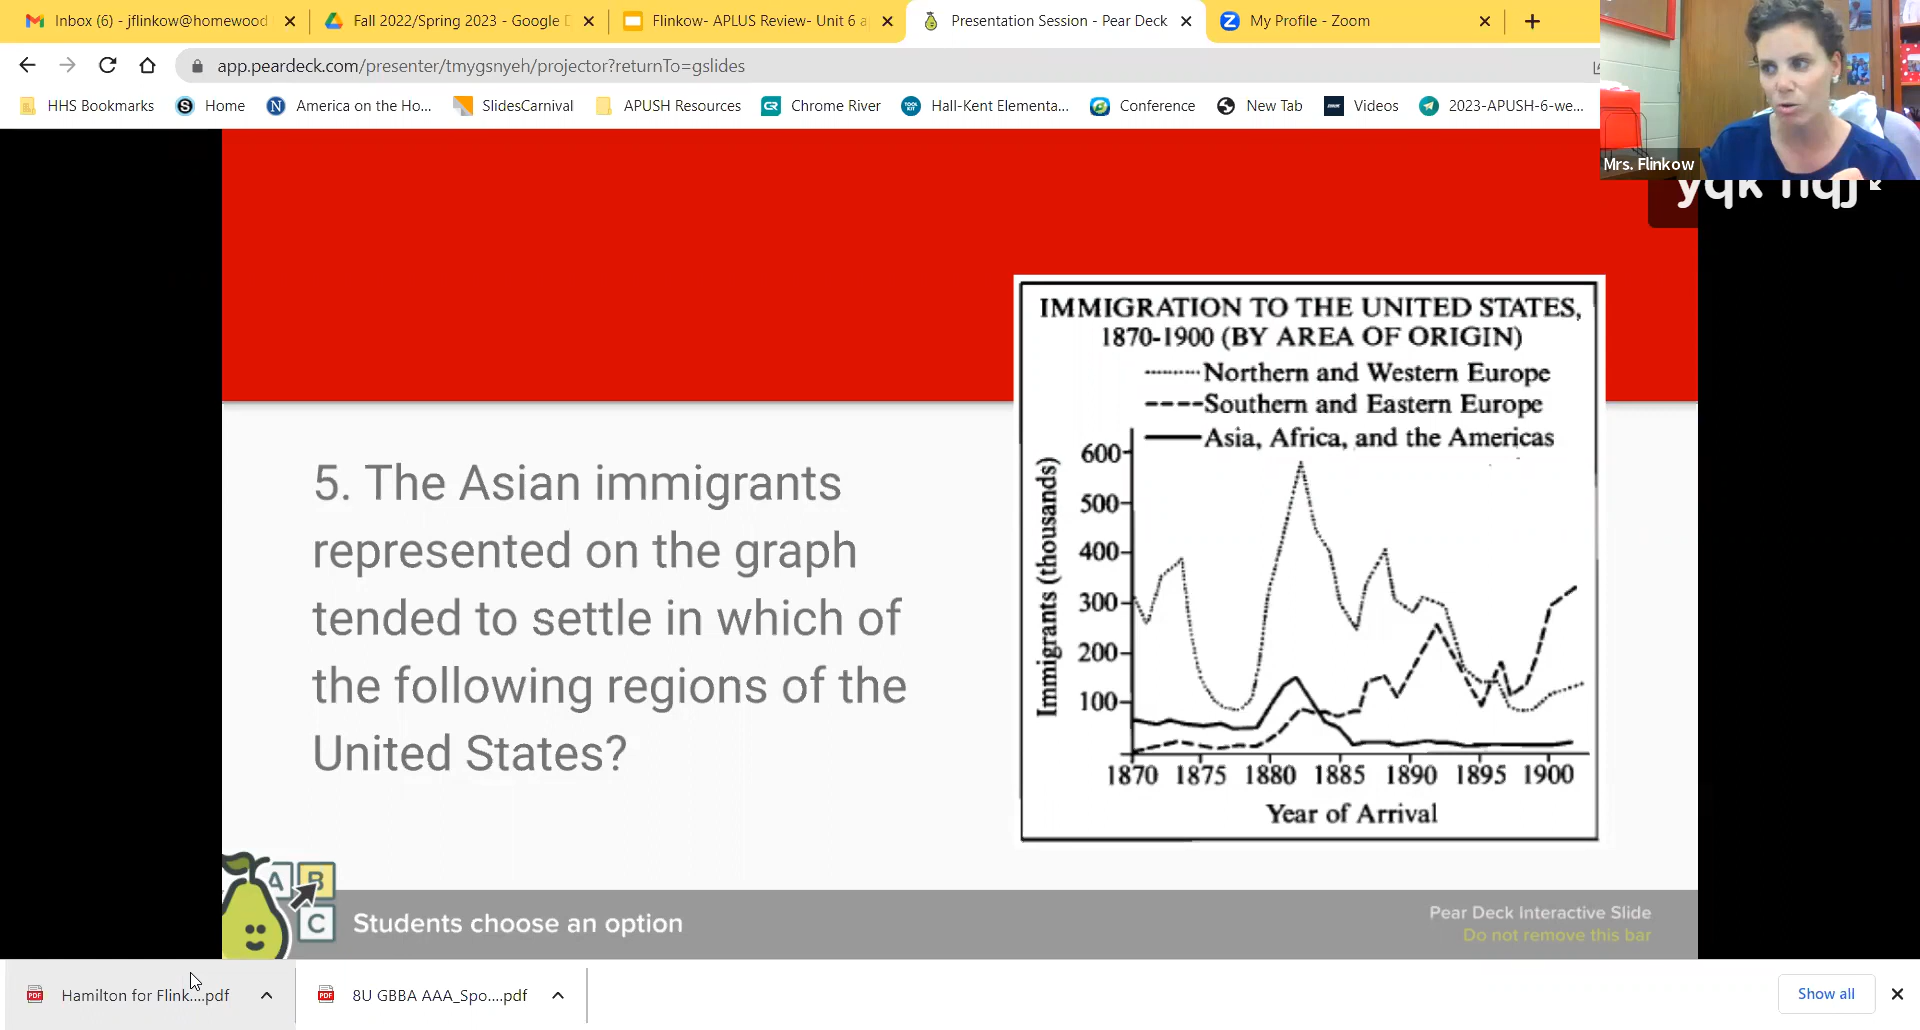 Inbox (6) - jflinkow@homewood
Fall 2022/Spring 2023 - Google D
Flinkow- APLUS Review- Unit 6 a
Presentation Session - Pear Deck
My Profile - Zoom
app.peardeck.com/presenter/tmygsnyeh/projector?returnTo=gslides
HHS Bookmarks
Home
America on the Ho...
SlidesCarnival
APUSH Resources
Chrome River
Hall-Kent Elementa...
Conference
New Tab
Videos
2023-APUSH-6-we...
Mrs. Flinkow
IMMIGRATION TO THE UNITED STATES,
1870-1900 (BY AREA OF ORIGIN)
Northern and Western Europe
Southern and Eastern Europe
Asia, Africa, and the Americas
600
500
400
300
200
100
Immigrants (thousands)
1870 1875 1880 1885 1890 1895 1900
Year of Arrival
5. The Asian immigrants
represented on the graph
tended to settle in which of
the following regions of the
United States?
A
B
C
Students choose an option
Pear Deck Interactive Slide
Do not remove this bar
PDF
Hamilton for Flink....pdf
PDF
8U GBBA AAA_Spo....pdf
Show all